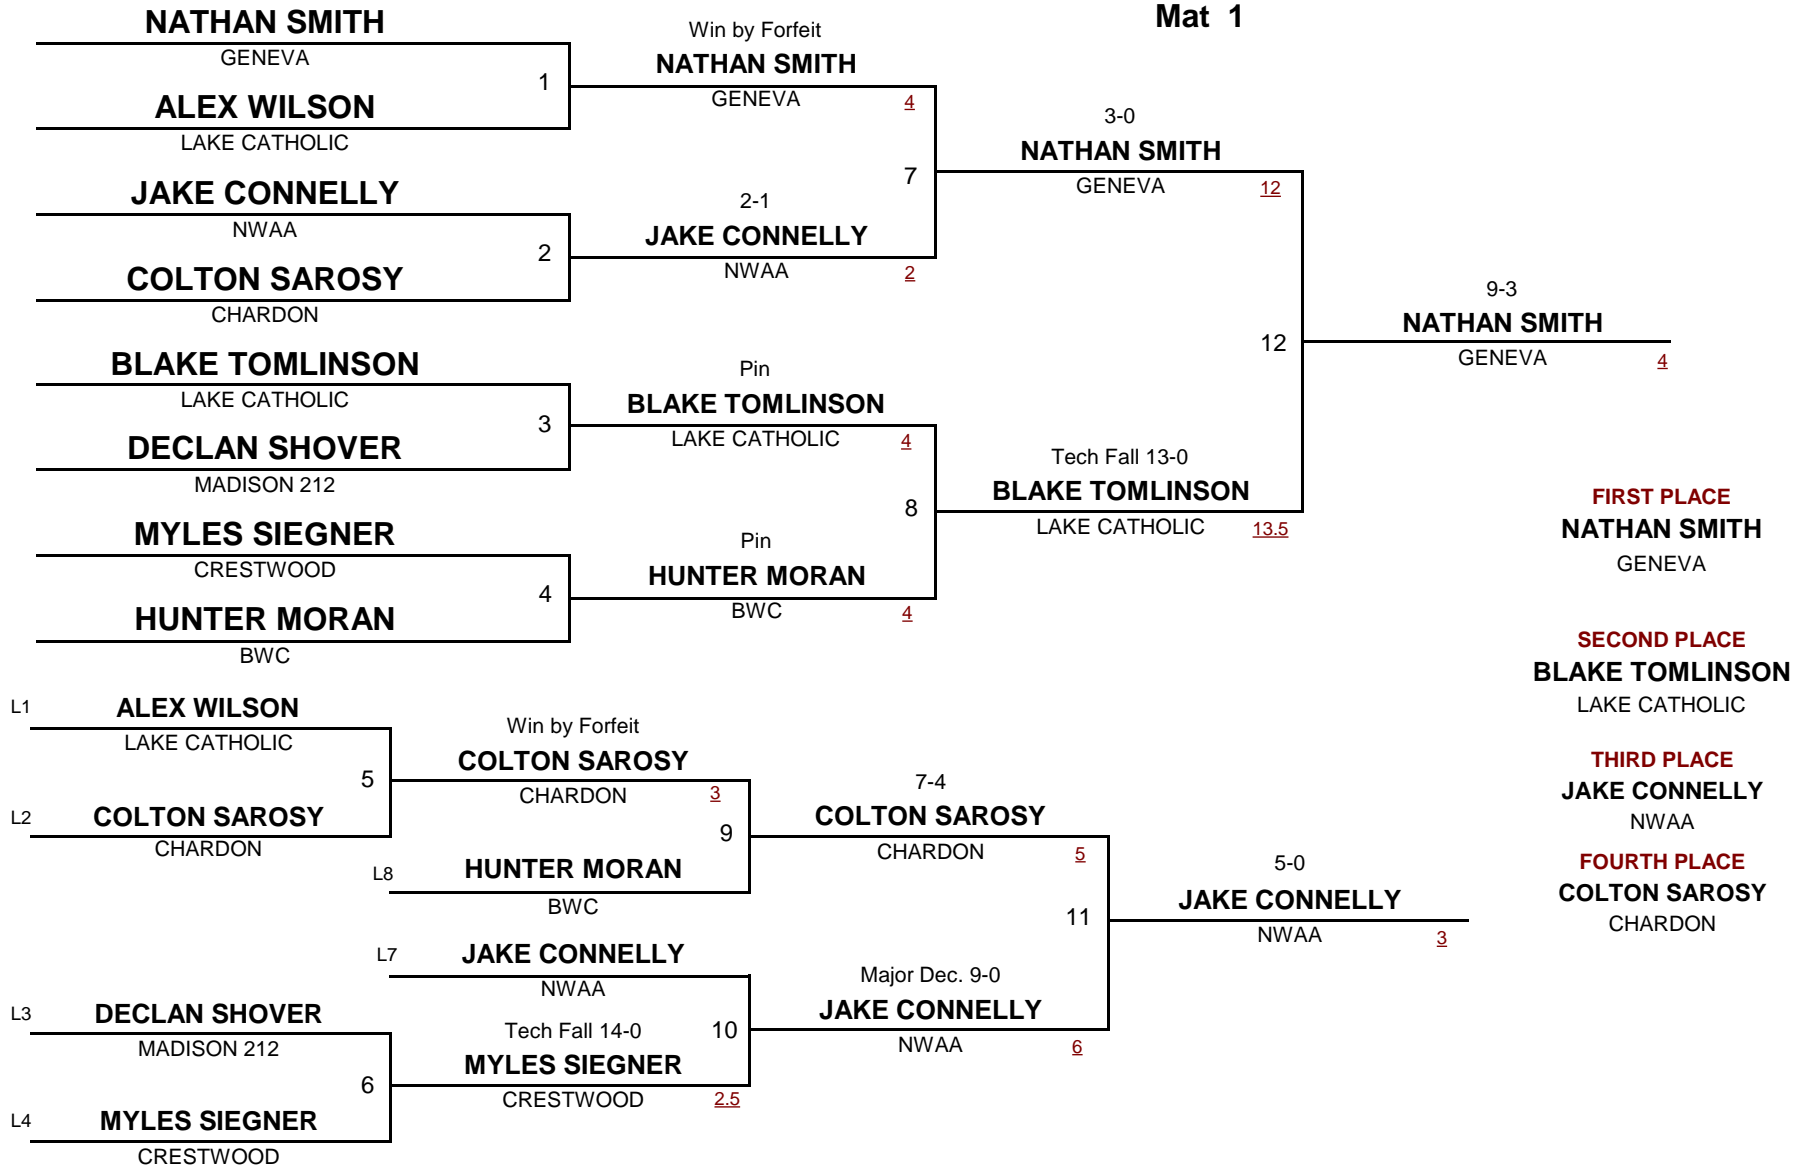 Mat 1
NATHAN SMITH
GENEVA
1
ALEX WILSON
LAKE CATHOLIC
JAKE CONNELLY
NWAA
2
COLTON SAROSY
CHARDON
BLAKE TOMLINSON
LAKE CATHOLIC
3
DECLAN SHOVER
MADISON 212
MYLES SIEGNER
CRESTWOOD
4
HUNTER MORAN
BWC
Win by Forfeit
NATHAN SMITH
GENEVA 4
7
2-1
JAKE CONNELLY
NWAA 2
Pin
BLAKE TOMLINSON
LAKE CATHOLIC 4
8
Pin
HUNTER MORAN
BWC 4
3-0
NATHAN SMITH
GENEVA 12
12
Tech Fall 13-0
BLAKE TOMLINSON
LAKE CATHOLIC 13.5
9-3
NATHAN SMITH
GENEVA 4
FIRST PLACE
NATHAN SMITH
GENEVA
SECOND PLACE
BLAKE TOMLINSON
LAKE CATHOLIC
THIRD PLACE
JAKE CONNELLY
NWAA
FOURTH PLACE
COLTON SAROSY
CHARDON
L1 ALEX WILSON
LAKE CATHOLIC
5
L2 COLTON SAROSY
CHARDON
L3 DECLAN SHOVER
MADISON 212
6
L4 MYLES SIEGNER
CRESTWOOD
Win by Forfeit
COLTON SAROSY
CHARDON 3
9
L8 HUNTER MORAN
BWC
L7 JAKE CONNELLY
NWAA
10
Tech Fall 14-0
MYLES SIEGNER
CRESTWOOD 2.5
7-4
COLTON SAROSY
CHARDON 5
11
Major Dec. 9-0
JAKE CONNELLY
NWAA 6
5-0
JAKE CONNELLY
NWAA 3